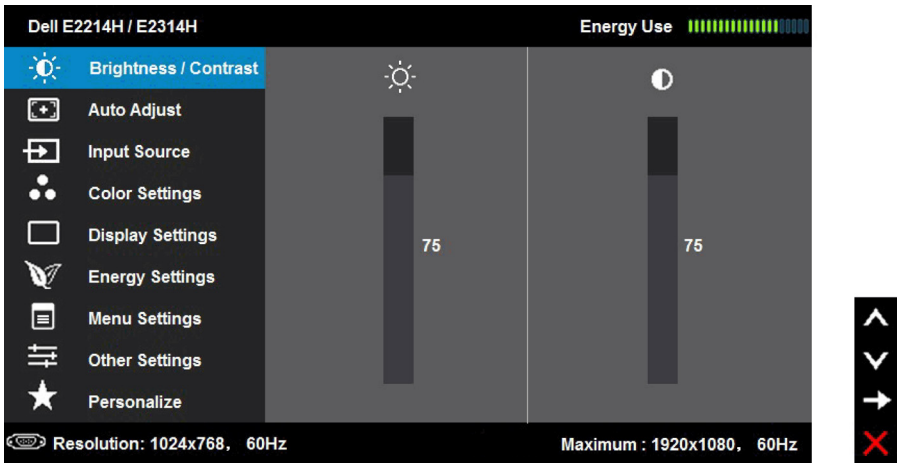 Dell E2214H / E2314H Energy Use
Brightness / Contrast
Auto Adjust
Input Source
Color Settings
Display Settings
75 75
Energy Settings
Menu Settings
Other Settings
Personalize
Resolution: 1024x768, 60Hz Maximum : 1920x1080, 60Hz